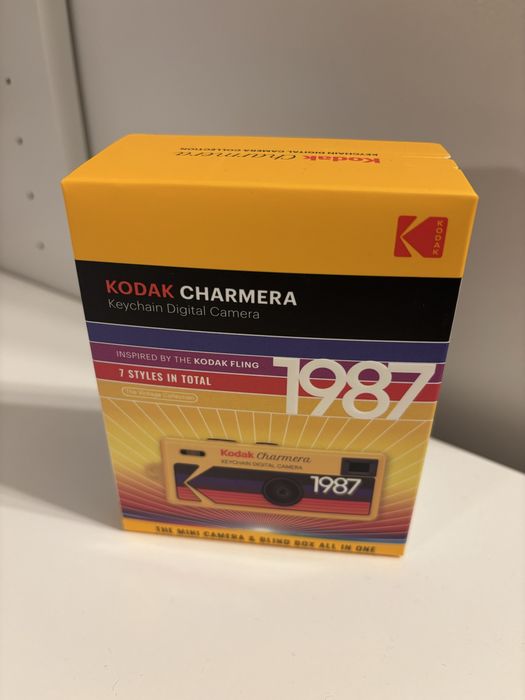 Kodak Charmera
KEYCHAIN DIGITAL CAMERA COLLECTION
KODAK
KODAK CHARMERA
Keychain Digital Camera
INSPIRED BY THE KODAK FLING
1987
7 STYLES IN TOTAL
The Vintage Collection
Kodak Charmera
KEYCHAIN DIGITAL CAMERA
1987
THE MINI CAMERA & BLIND BOX ALL IN ONE